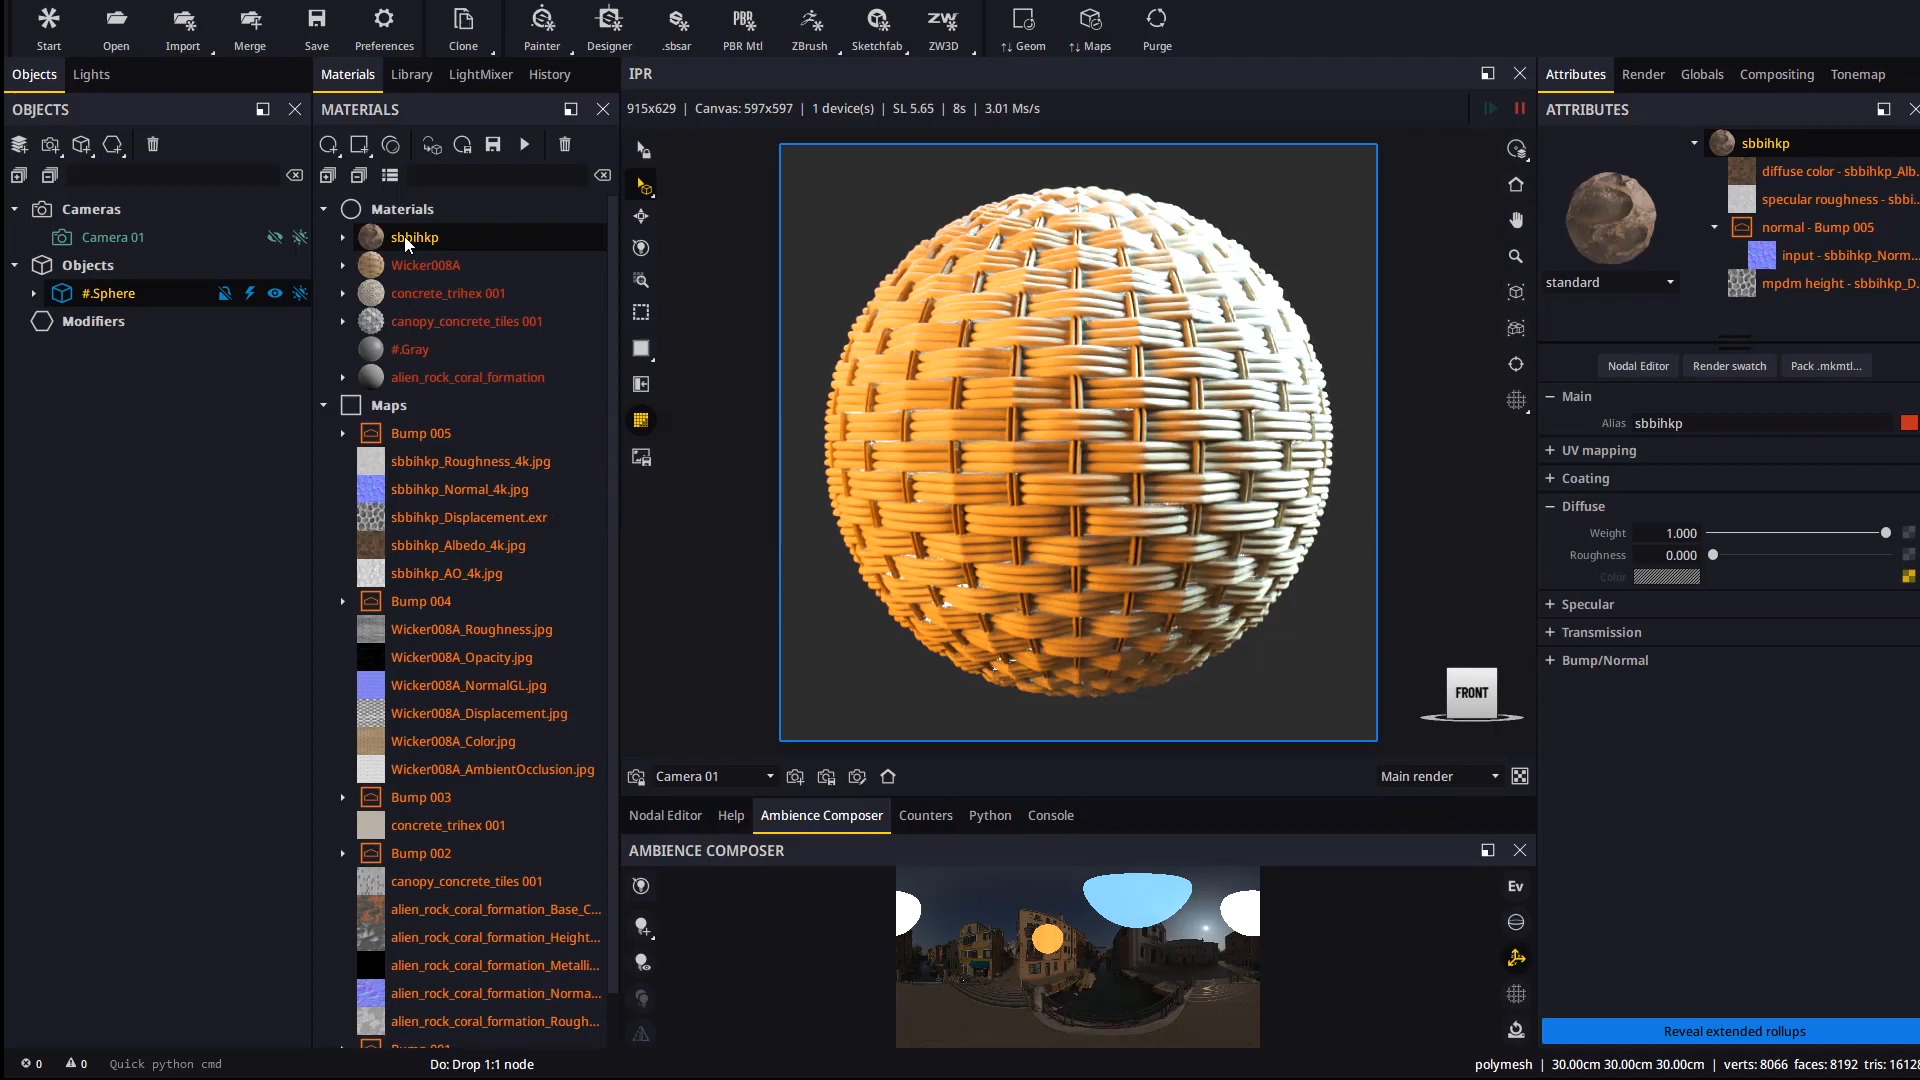 Start Open Import Merge Save Preferences Clone Painter Designer .sbsar PBR Mtl ZBrush Sketchfab ZW3D ↑↓ Geom ↑↓ Maps Purge
PBR ZW
Objects Lights
OBJECTS
Cameras
Camera 01
Objects
#.Sphere
Modifiers
Materials Library LightMixer History
MATERIALS
Materials
sbbihkp
Wicker008A
concrete_trihex 001
canopy_concrete_tiles 001
#.Gray
alien_rock_coral_formation
Maps
Bump 005
sbbihkp_Roughness_4k.jpg
sbbihkp_Normal_4k.jpg
sbbihkp_Displacement.exr
sbbihkp_Albedo_4k.jpg
sbbihkp_AO_4k.jpg
Bump 004
Wicker008A_Roughness.jpg
Wicker008A_Opacity.jpg
Wicker008A_NormalGL.jpg
Wicker008A_Displacement.jpg
Wicker008A_Color.jpg
Wicker008A_AmbientOcclusion.jpg
Bump 003
concrete_trihex 001
Bump 002
canopy_concrete_tiles 001
alien_rock_coral_formation_Base_C...
alien_rock_coral_formation_Height...
alien_rock_coral_formation_Metalli...
alien_rock_coral_formation_Norma...
alien_rock_coral_formation_Rough...
IPR
915x629 | Canvas: 597x597 | 1 device(s) | SL 5.65 | 8s | 3.01 Ms/s
FRONT
Camera 01
Main render
Nodal Editor Help Ambience Composer Counters Python Console
AMBIENCE COMPOSER
Ev
Attributes Render Globals Compositing Tonemap
ATTRIBUTES
sbbihkp
diffuse color - sbbihkp_Alb...
specular roughness - sbbi...
normal - Bump 005
input - sbbihkp_Norm...
mpdm height - sbbihkp_D...
standard
Nodal Editor Render swatch Pack .mkmtl...
Main
Alias sbbihkp
UV mapping
Coating
Diffuse
Weight 1.000
Roughness 0.000
Color
Specular
Transmission
Bump/Normal
Reveal extended rollups
0 0 Quick python cmd
Do: Drop 1:1 node
polymesh | 30.00cm 30.00cm 30.00cm | verts: 8066 faces: 8192 tris: 16128